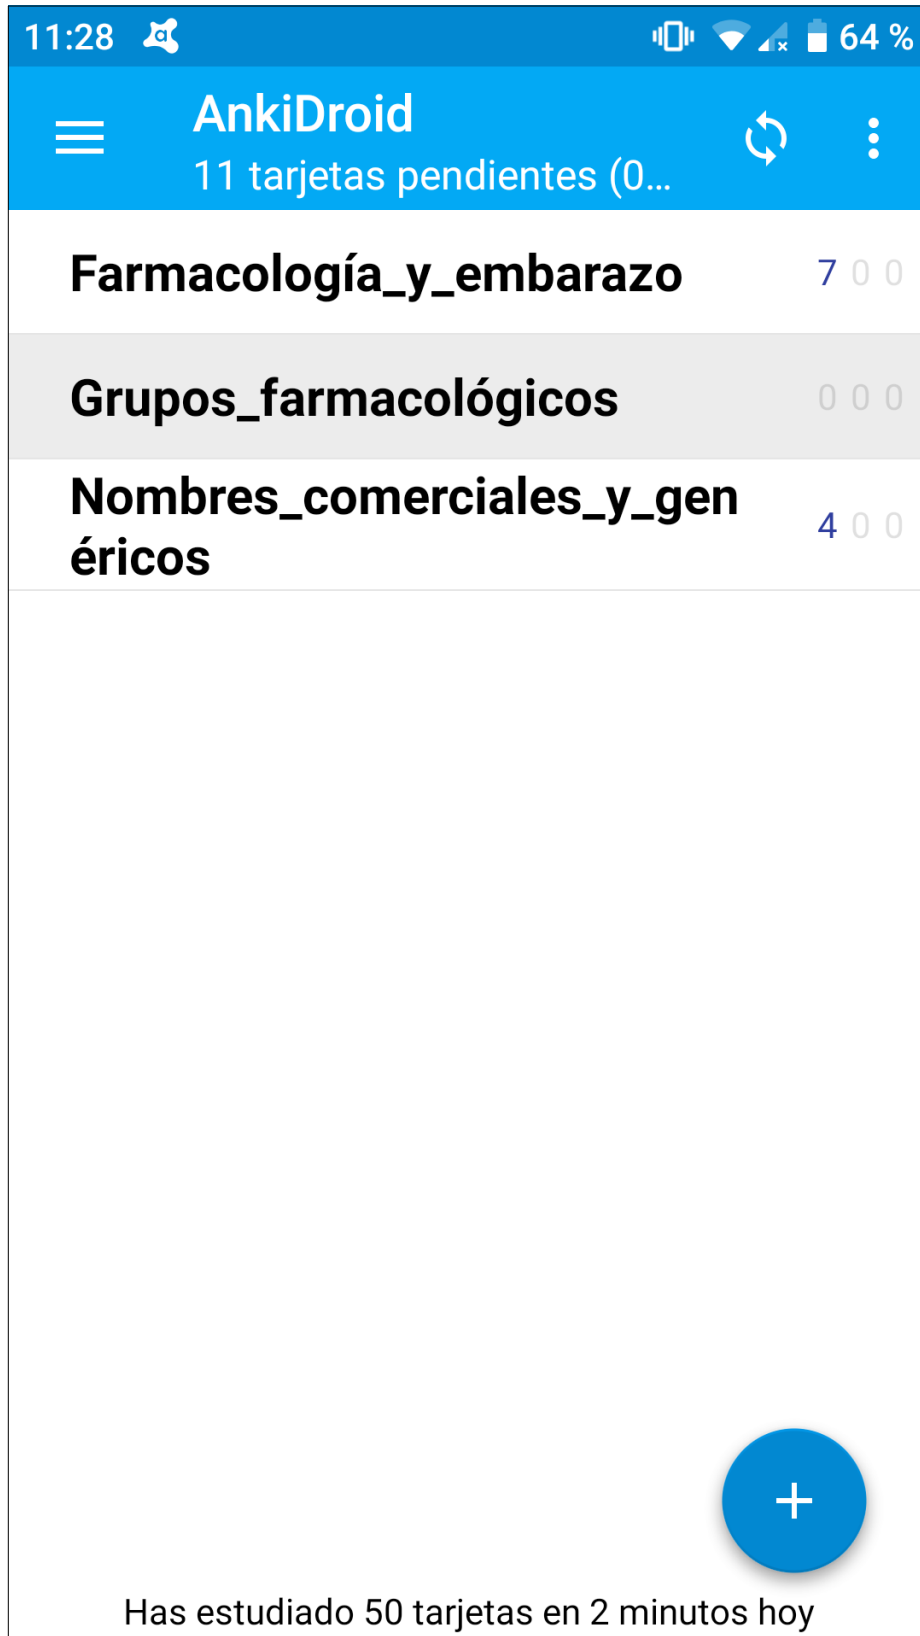 11:28 64 %
AnkiDroid
11 tarjetas pendientes (0...
Farmacología_y_embarazo 7 0 0
Grupos_farmacológicos 0 0 0
Nombres_comerciales_y_gen
éricos 4 0 0
+
Has estudiado 50 tarjetas en 2 minutos hoy